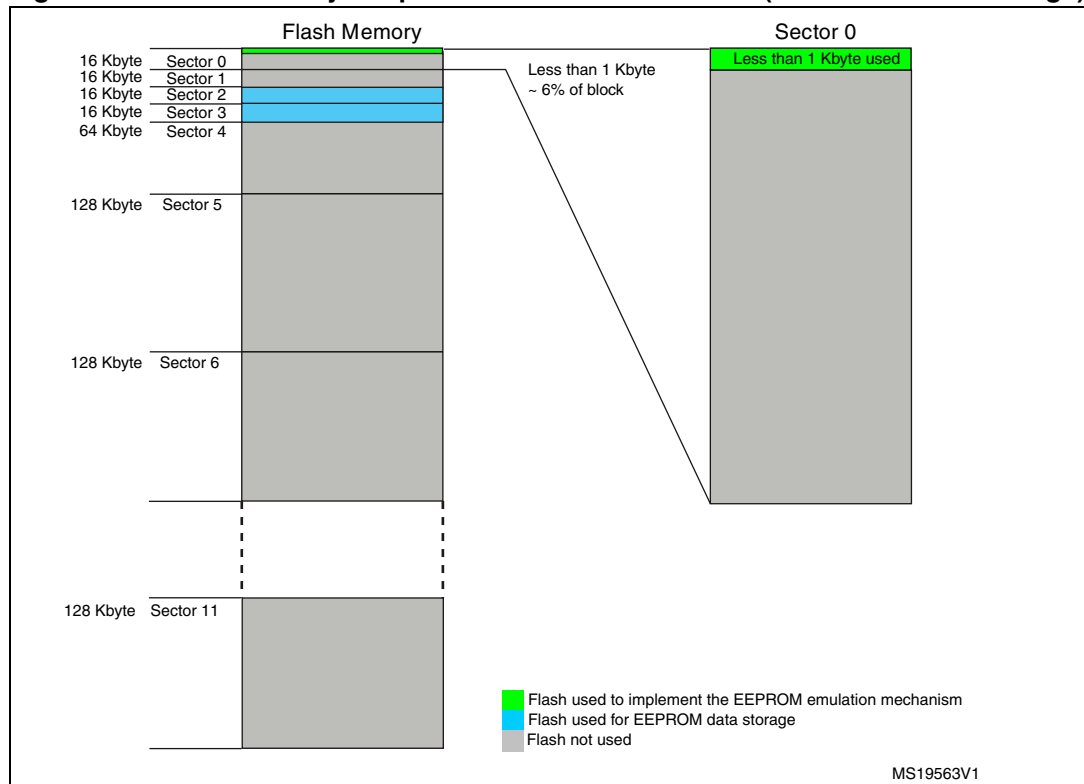 Flash Memory
Sector 0
16 Kbyte Sector 0
16 Kbyte Sector 1
16 Kbyte Sector 2
16 Kbyte Sector 3
64 Kbyte Sector 4
128 Kbyte Sector 5
128 Kbyte Sector 6
128 Kbyte Sector 11
Less than 1 Kbyte
~ 6% of block
Less than 1 Kbyte used
Flash used to implement the EEPROM emulation mechanism
Flash used for EEPROM data storage
Flash not used
MS19563V1